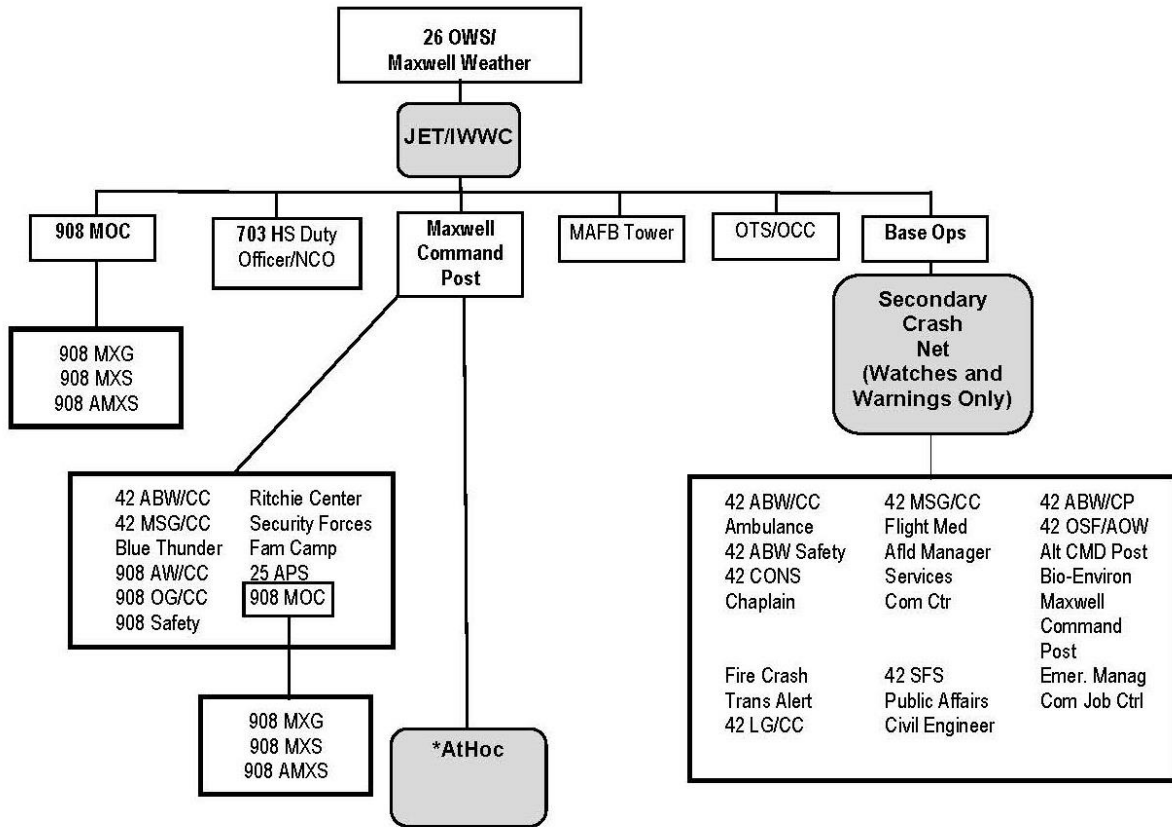 26 OWS/
Maxwell Weather
JET/IWWC
908 MOC
703 HS Duty
Officer/NCO
Maxwell
Command
Post
MAFB Tower
OTS/OCC
Base Ops
Secondary
Crash
Net
(Watches and
Warnings Only)
908 MXG
908 MXS
908 AMXS
42 ABW/CC Ritchie Center
42 MSG/CC Security Forces
Blue Thunder Fam Camp
908 AW/CC 25 APS
908 OG/CC 908 MOC
908 Safety
908 MXG
908 MXS
908 AMXS
*AtHoc
42 ABW/CC 42 MSG/CC 42 ABW/CP
Ambulance Flight Med 42 OSF/AOW
42 ABW Safety Afld Manager Alt CMD Post
42 CONS Services Bio-Environ
Chaplain Com Ctr Maxwell
Command
Post
Fire Crash 42 SFS Emer. Manag
Trans Alert Public Affairs Com Job Ctrl
42 LG/CC Civil Engineer